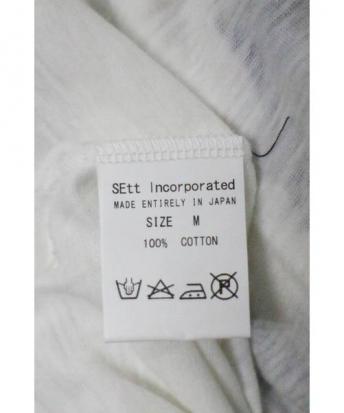 SEtt Incorporated
MADE ENTIRELY IN JAPAN
SIZE M
100% COTTON
P